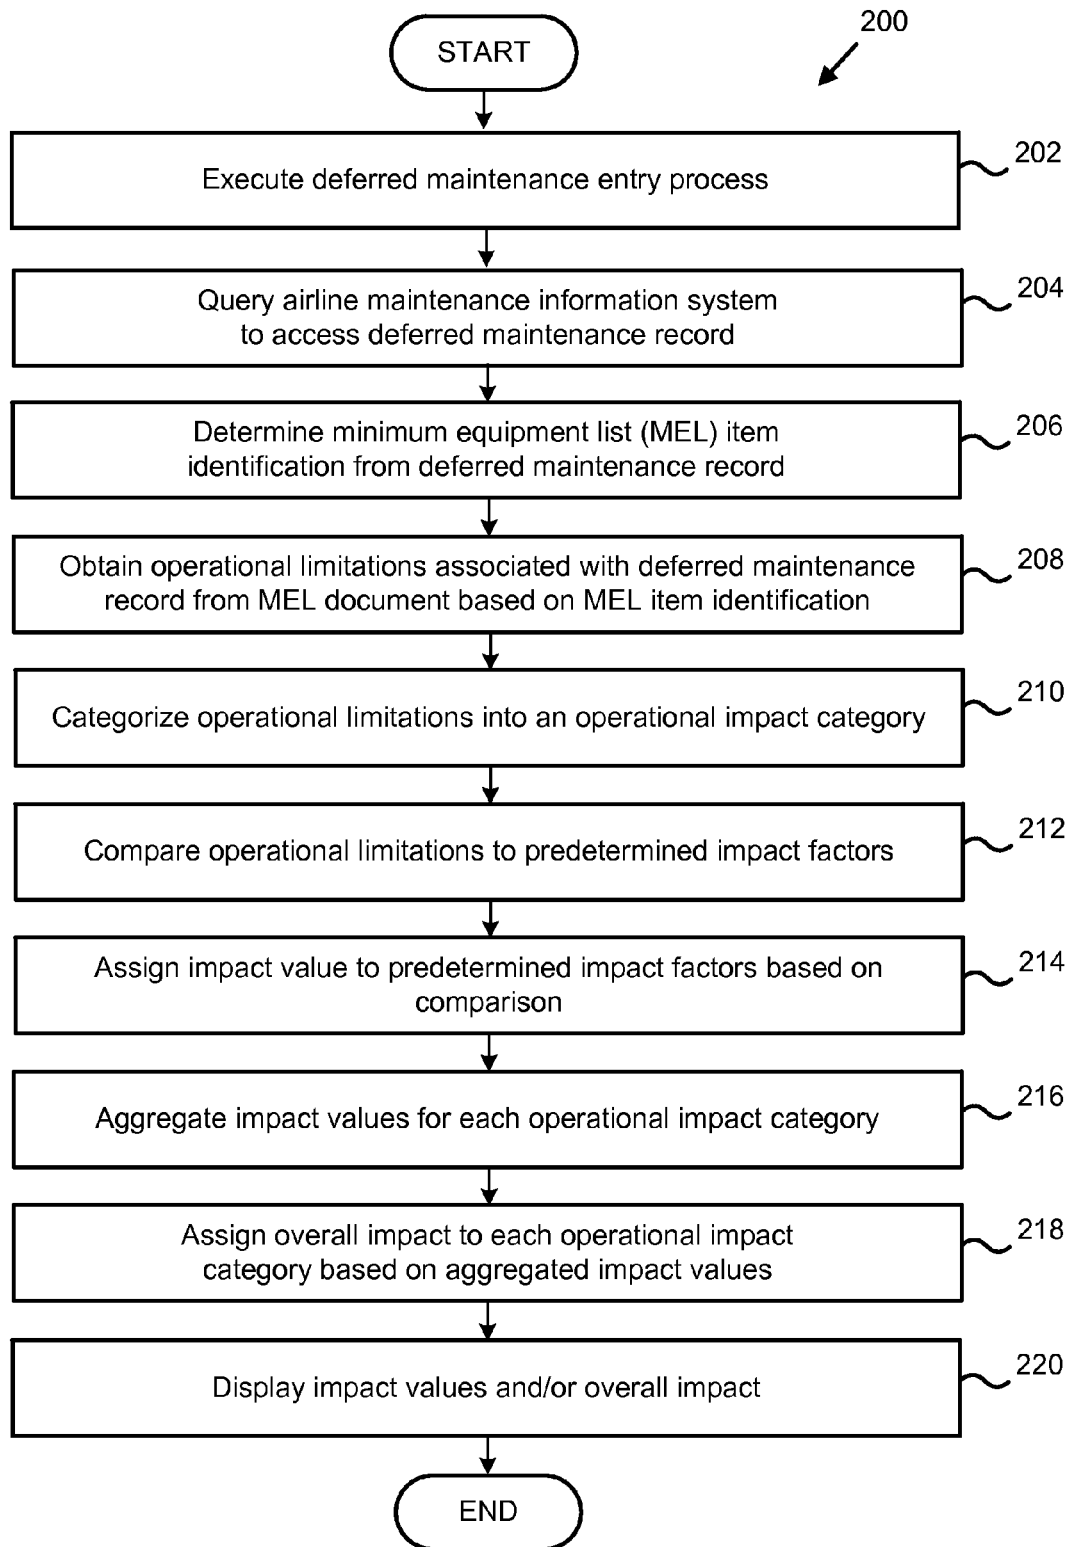 200
START
202
Execute deferred maintenance entry process
204
Query airline maintenance information system
to access deferred maintenance record
206
Determine minimum equipment list (MEL) item
identification from deferred maintenance record
208
Obtain operational limitations associated with deferred maintenance
record from MEL document based on MEL item identification
210
Categorize operational limitations into an operational impact category
212
Compare operational limitations to predetermined impact factors
214
Assign impact value to predetermined impact factors based on
comparison
216
Aggregate impact values for each operational impact category
218
Assign overall impact to each operational impact
category based on aggregated impact values
220
Display impact values and/or overall impact
END